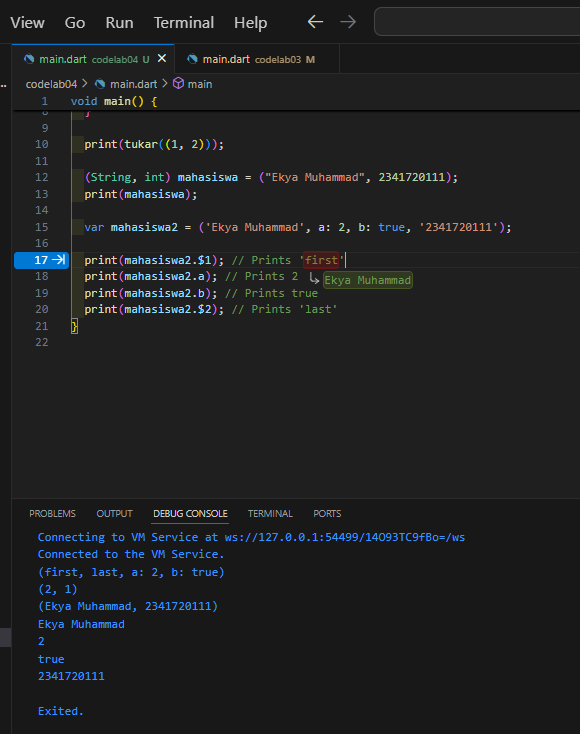 View Go Run Terminal Help
main.dart codelab04 U
main.dart codelab03 M
codelab04 > main.dart > main
1 void main() {
8 }
9
10 print(tukar((1, 2)));
11
12 (String, int) mahasiswa = ("Ekya Muhammad", 2341720111);
13 print(mahasiswa);
14
15 var mahasiswa2 = ('Ekya Muhammad', a: 2, b: true, '2341720111');
16
17 print(mahasiswa2.$1); // Prints 'first'
18 print(mahasiswa2.a); // Prints 2
Ekya Muhammad
19 print(mahasiswa2.b); // Prints true
20 print(mahasiswa2.$2); // Prints 'last'
21 }
22
PROBLEMS OUTPUT DEBUG CONSOLE TERMINAL PORTS
Connecting to VM Service at ws://127.0.0.1:54499/14O93TC9fBo=/ws
Connected to the VM Service.
(first, last, a: 2, b: true)
(2, 1)
(Ekya Muhammad, 2341720111)
Ekya Muhammad
2
true
2341720111
Exited.